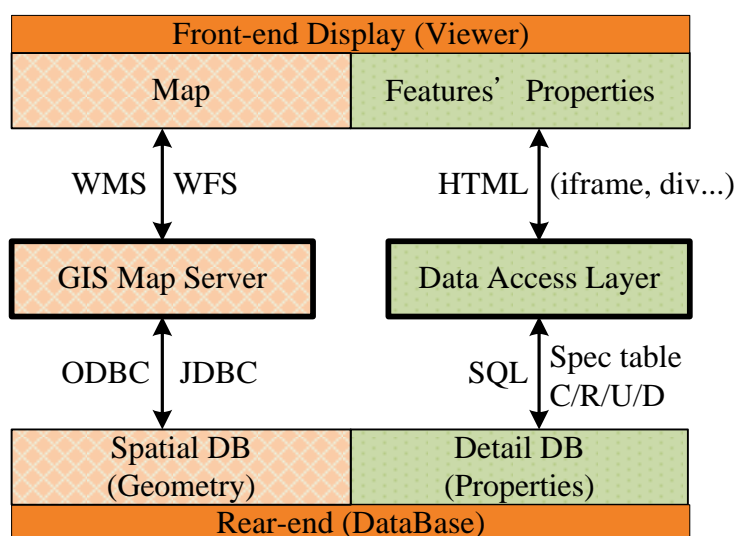 Front-end Display (Viewer)
Map
Features’ Properties
WMS WFS
HTML (iframe, div...)
GIS Map Server
Data Access Layer
ODBC JDBC
SQL
Spec table
C/R/U/D
Spatial DB
(Geometry)
Detail DB
(Properties)
Rear-end (DataBase)